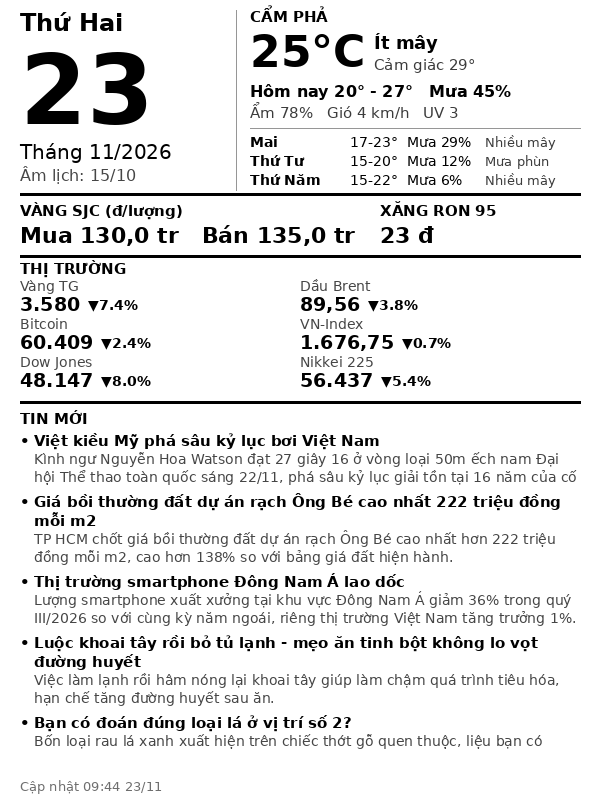 Thứ Hai
23
Tháng 11/2026
Âm lịch: 15/10
CẨM PHẢ
25°C Ít mây
Cảm giác 29°
Hôm nay 20° - 27° Mưa 45%
Ẩm 78% Gió 4 km/h UV 3
Mai 17-23° Mưa 29% Nhiều mây
Thứ Tư 15-20° Mưa 12% Mưa phùn
Thứ Năm 15-22° Mưa 6% Nhiều mây
VÀNG SJC (đ/lượng)
Mua 130,0 tr Bán 135,0 tr
XĂNG RON 95
23 đ
THỊ TRƯỜNG
Vàng TG
3.580 ▼7.4%
Dầu Brent
89,56 ▼3.8%
Bitcoin
60.409 ▼2.4%
VN-Index
1.676,75 ▼0.7%
Dow Jones
48.147 ▼8.0%
Nikkei 225
56.437 ▼5.4%
TIN MỚI
• Việt kiều Mỹ phá sâu kỷ lục bơi Việt Nam
Kình ngư Nguyễn Hoa Watson đạt 27 giây 16 ở vòng loại 50m ếch nam Đại
hội Thể thao toàn quốc sáng 22/11, phá sâu kỷ lục giải tồn tại 16 năm của cố
• Giá bồi thường đất dự án rạch Ông Bé cao nhất 222 triệu đồng
mỗi m2
TP HCM chốt giá bồi thường đất dự án rạch Ông Bé cao nhất hơn 222 triệu
đồng mỗi m2, cao hơn 138% so với bảng giá đất hiện hành.
• Thị trường smartphone Đông Nam Á lao dốc
Lượng smartphone xuất xưởng tại khu vực Đông Nam Á giảm 36% trong quý
III/2026 so với cùng kỳ năm ngoái, riêng thị trường Việt Nam tăng trưởng 1%.
• Luộc khoai tây rồi bỏ tủ lạnh - mẹo ăn tinh bột không lo vọt
đường huyết
Việc làm lạnh rồi hâm nóng lại khoai tây giúp làm chậm quá trình tiêu hóa,
hạn chế tăng đường huyết sau ăn.
• Bạn có đoán đúng loại lá ở vị trí số 2?
Bốn loại rau lá xanh xuất hiện trên chiếc thớt gỗ quen thuộc, liệu bạn có
Cập nhật 09:44 23/11